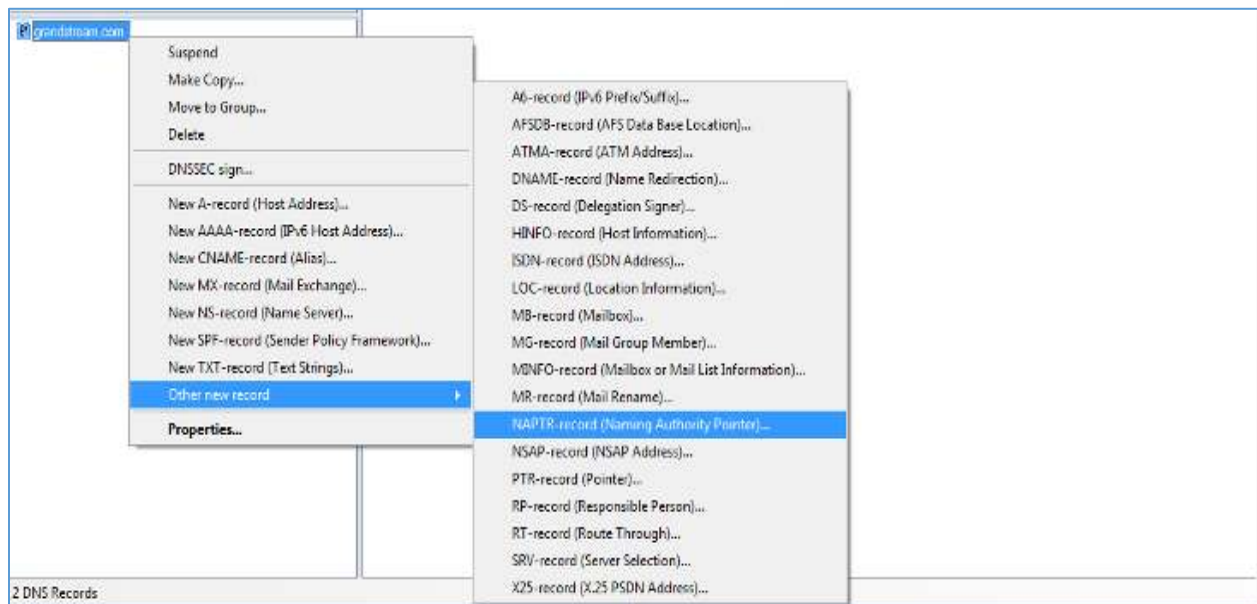 grandstream.com
Suspend
Make Copy...
Move to Group...
Delete
DNSSEC sign...
New A-record (Host Address)...
New AAAA-record (IPv6 Host Address)...
New CNAME-record (Alias)...
New MX-record (Mail Exchange)...
New NS-record (Name Server)...
New SPF-record (Sender Policy Framework)...
New TXT-record (Text Strings)...
Other new record
Properties...
A6-record (IPv6 Prefix/Suffix)...
AFSDB-record (AFS Data Base Location)...
ATMA-record (ATM Address)...
DNAME-record (Name Redirection)...
DS-record (Delegation Signer)...
HINFO-record (Host Information)...
ISDN-record (ISDN Address)...
LOC-record (Location Information)...
MB-record (Mailbox)...
MG-record (Mail Group Member)...
MINFO-record (Mailbox or Mail List Information)...
MR-record (Mail Rename)...
NAPTR-record (Naming Authority Pointer)...
NSAP-record (NSAP Address)...
PTR-record (Pointer)...
RP-record (Responsible Person)...
RT-record (Route Through)...
SRV-record (Server Selection)...
X25-record (X.25 PSDN Address)...
2 DNS Records